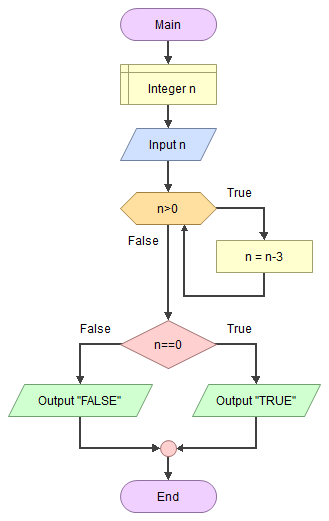 Main
Integer n
Input n
n>0
True
False
n = n-3
n==0
False
True
Output "FALSE"
Output "TRUE"
End